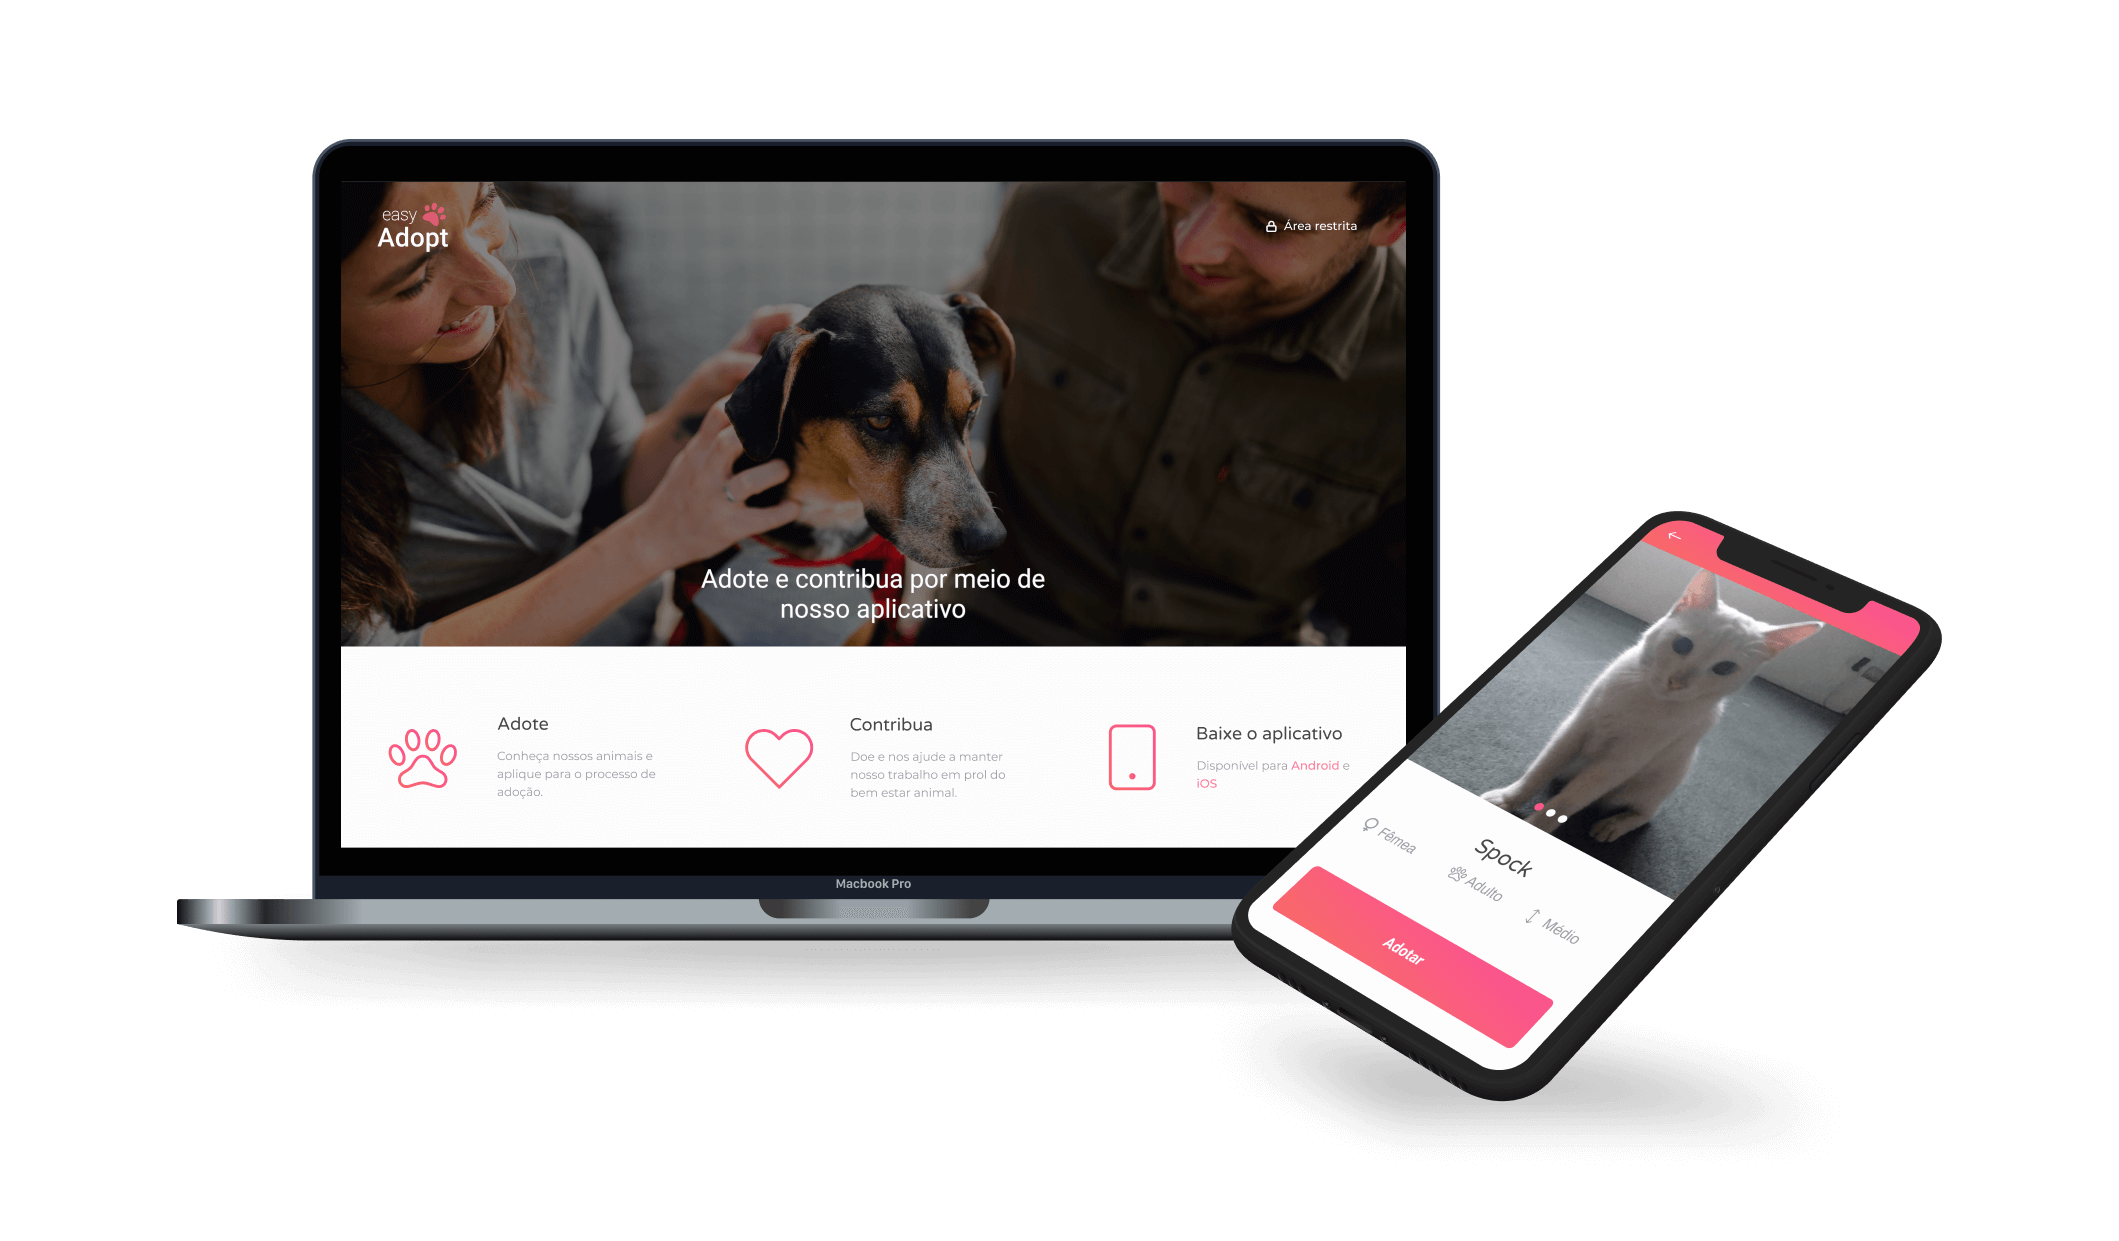 easy
Adopt
Área restrita
Adote e contribua por meio de
nosso aplicativo
Adote
Conheça nossos animais e
aplique para o processo de
adoção.
Contribua
Doe e nos ajude a manter
nosso trabalho em prol do
bem estar animal.
Baixe o aplicativo
Disponível para Android e
iOS
Macbook Pro
Spock
Fêmea
Adulto
Médio
Adotar